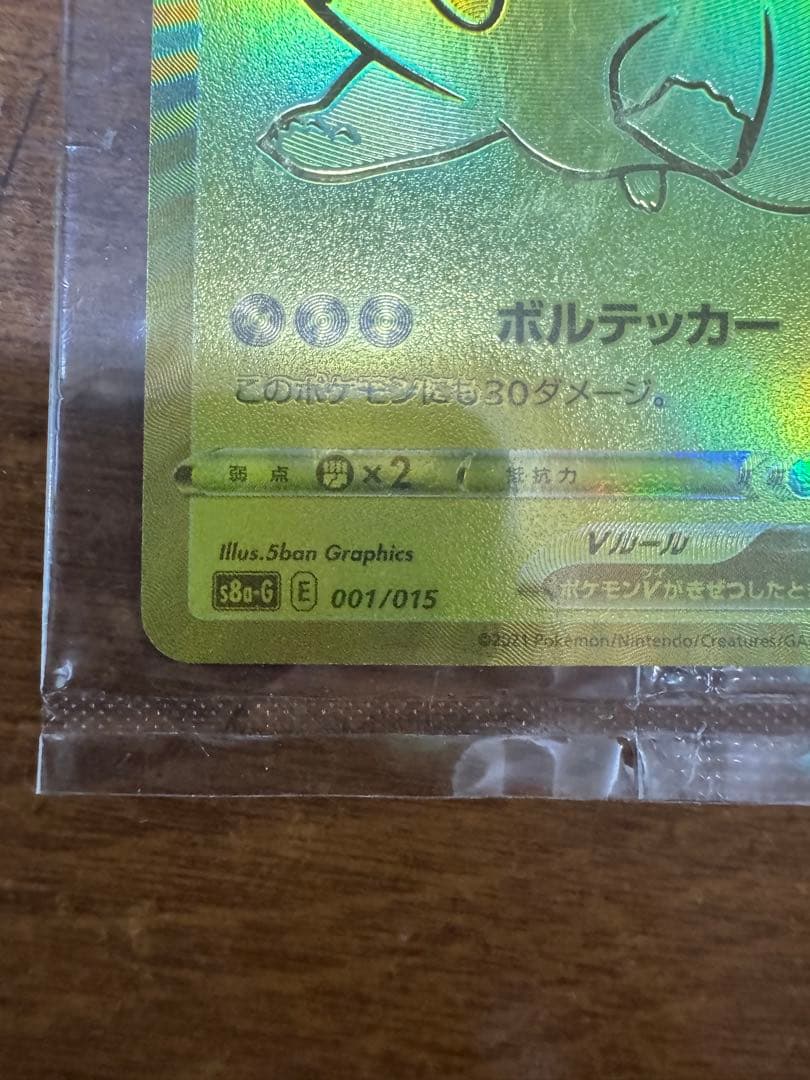 ボルテッカー
このポケモンにも30ダメージ。
弱点 ×2 抵抗力
Illus.5ban Graphics
Vルール
s8a-G E 001/015
ポケモンVがきぜつしたと
©2021 Pokémon/Nintendo/Creatures/GA